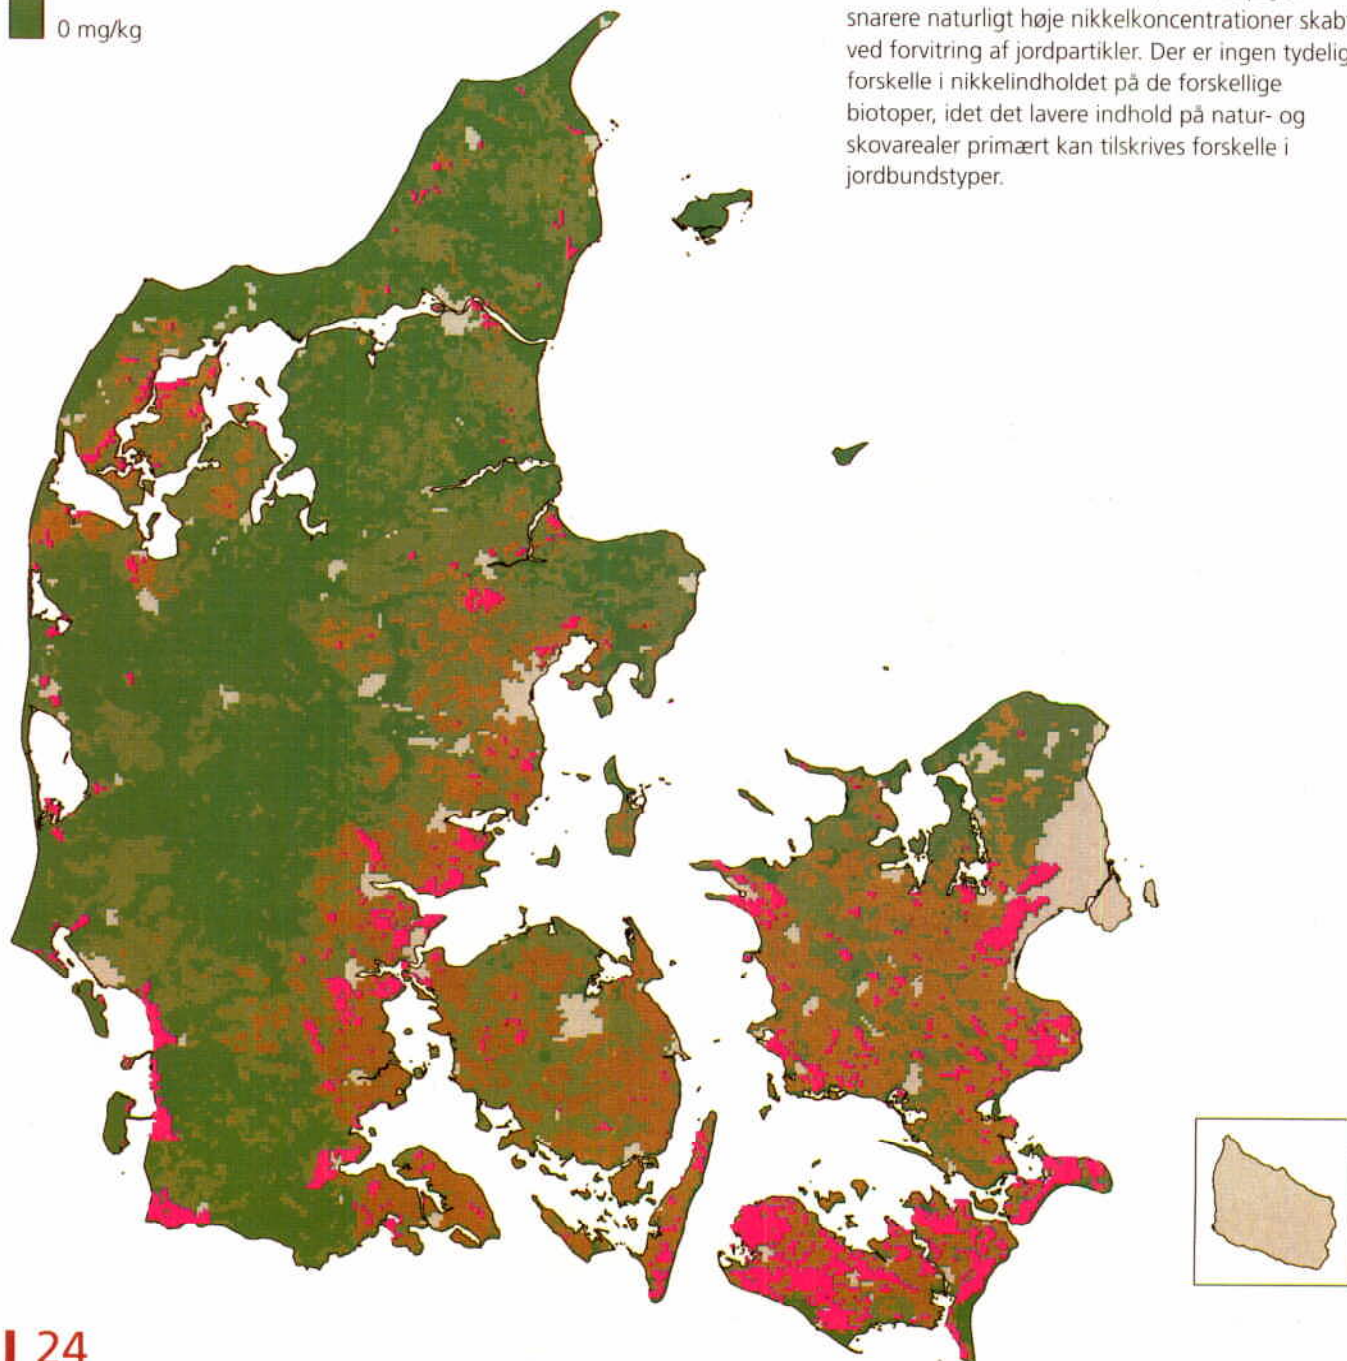 0 mg/kg
snarere naturligt høje nikkelkoncentrationer skab
ved forvitring af jordpartikler. Der er ingen tydelig
forskelle i nikkelindholdet på de forskellige
biotoper, idet det lavere indhold på natur- og
skovarealer primært kan tilskrives forskelle i
jordbundstyper.
24